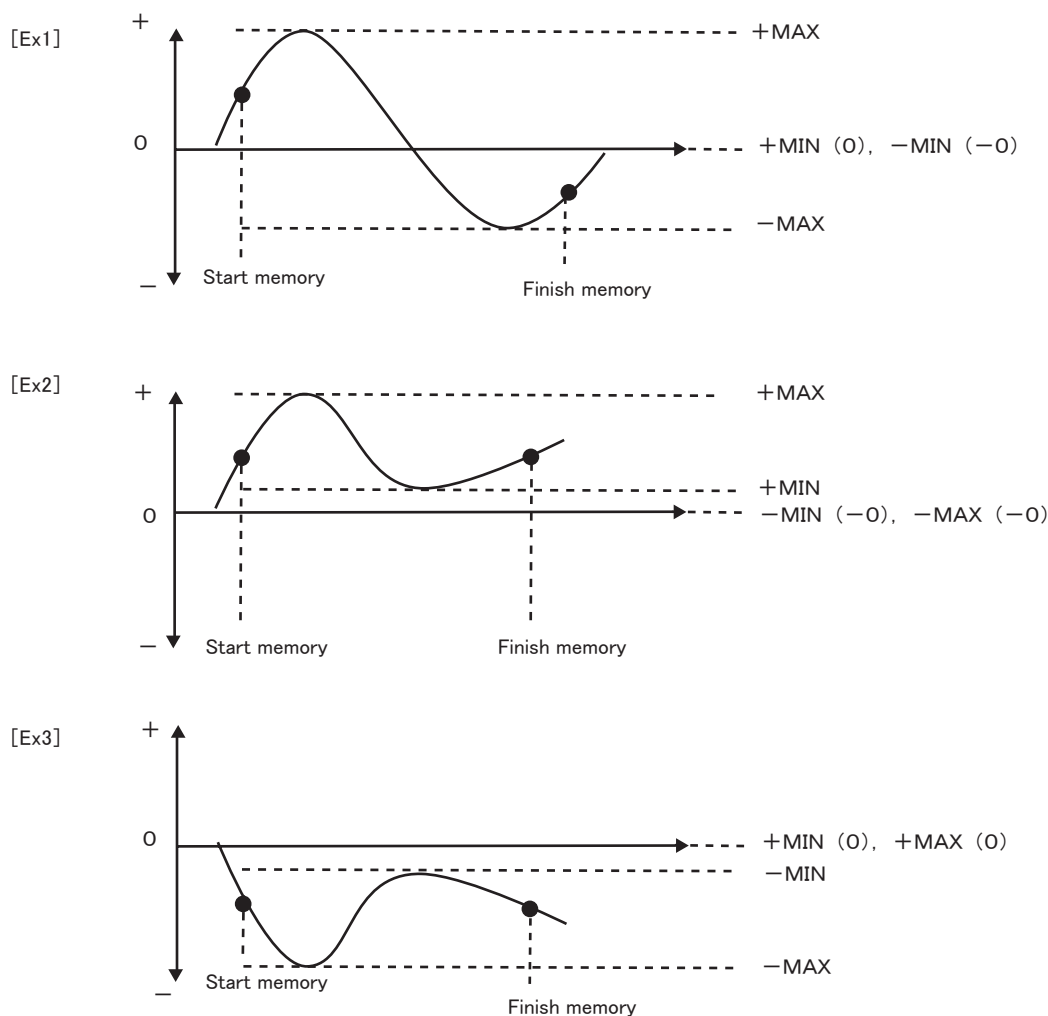 [Ex1]
+
+MAX
0
+MIN (0), −MIN (−0)
−MAX
−
Start memory
Finish memory
[Ex2]
+
+MAX
+MIN
0
−MIN (−0), −MAX (−0)
−
Start memory
Finish memory
[Ex3]
+
0
+MIN (0), +MAX (0)
−MIN
−MAX
−
Start memory
Finish memory